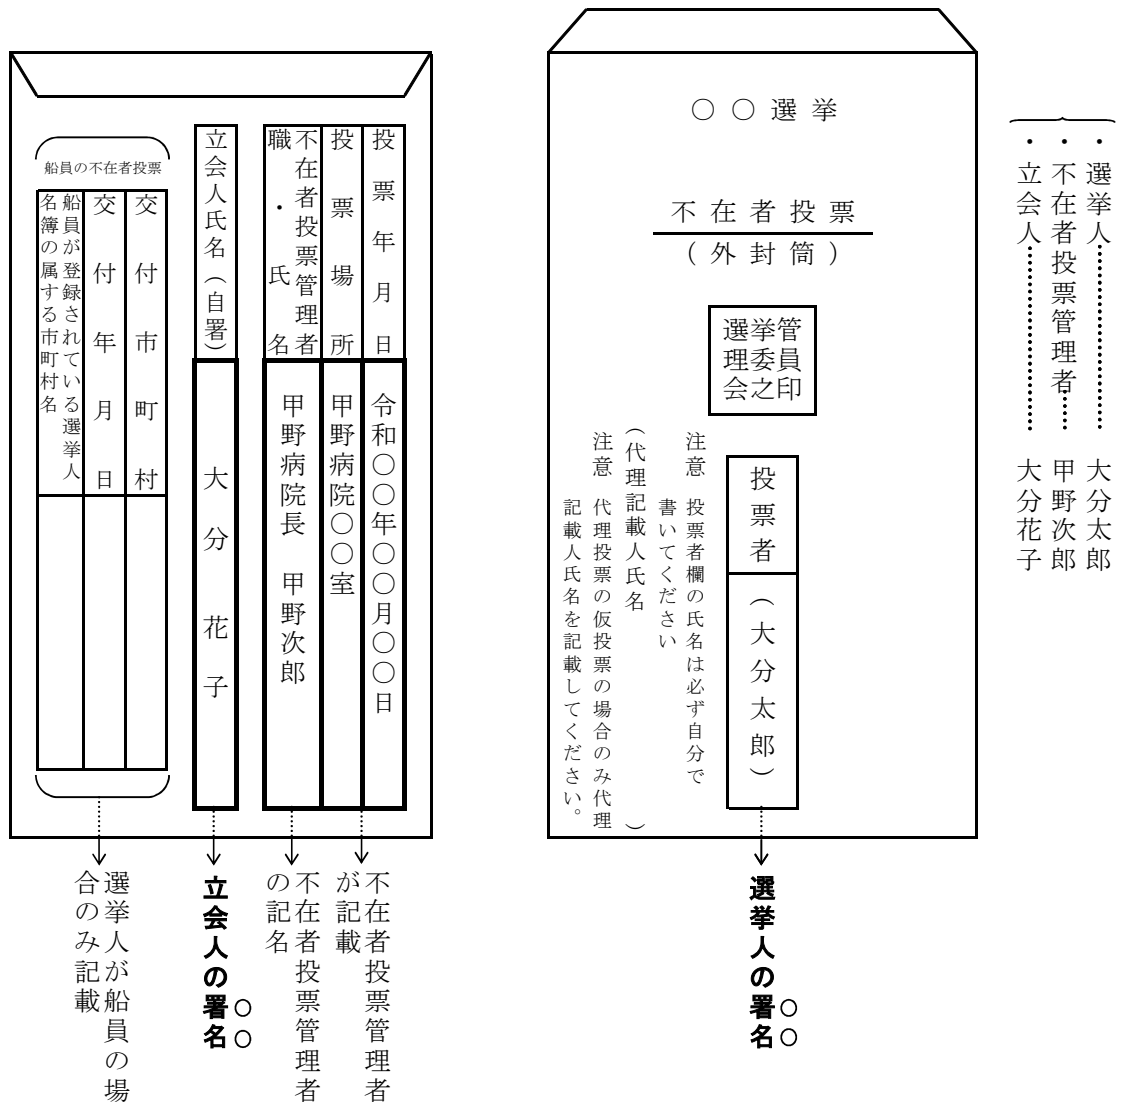 ・選挙人……………大分太郎
・不在者投票管理者……甲野次郎
・立会人……………大分花子
〇〇選挙
不在者投票
(外封筒)
選挙管
理委員
会之印
投票者
(大分太郎)
注意 投票者欄の氏名は必ず自分で
書いてください
(代理記載人氏名 )
注意 代理投票の仮投票の場合のみ代理
記載人氏名を記載してください。
選挙人の署名
〇〇
投票年月日
令和〇〇年〇〇月〇〇日
投票場所
甲野病院〇〇室
不在者投票管理者
職・氏名
甲野病院長 甲野次郎
立会人氏名(自署)
大分花子
船員の不在者投票
交付市町村
交付年月日
船員が登録されている選挙人
名簿の属する市町村名
不在者投票管理者
が記載
不在者投票管理者
の記名
立会人の署名
〇〇
選挙人が船員の場
合のみ記載